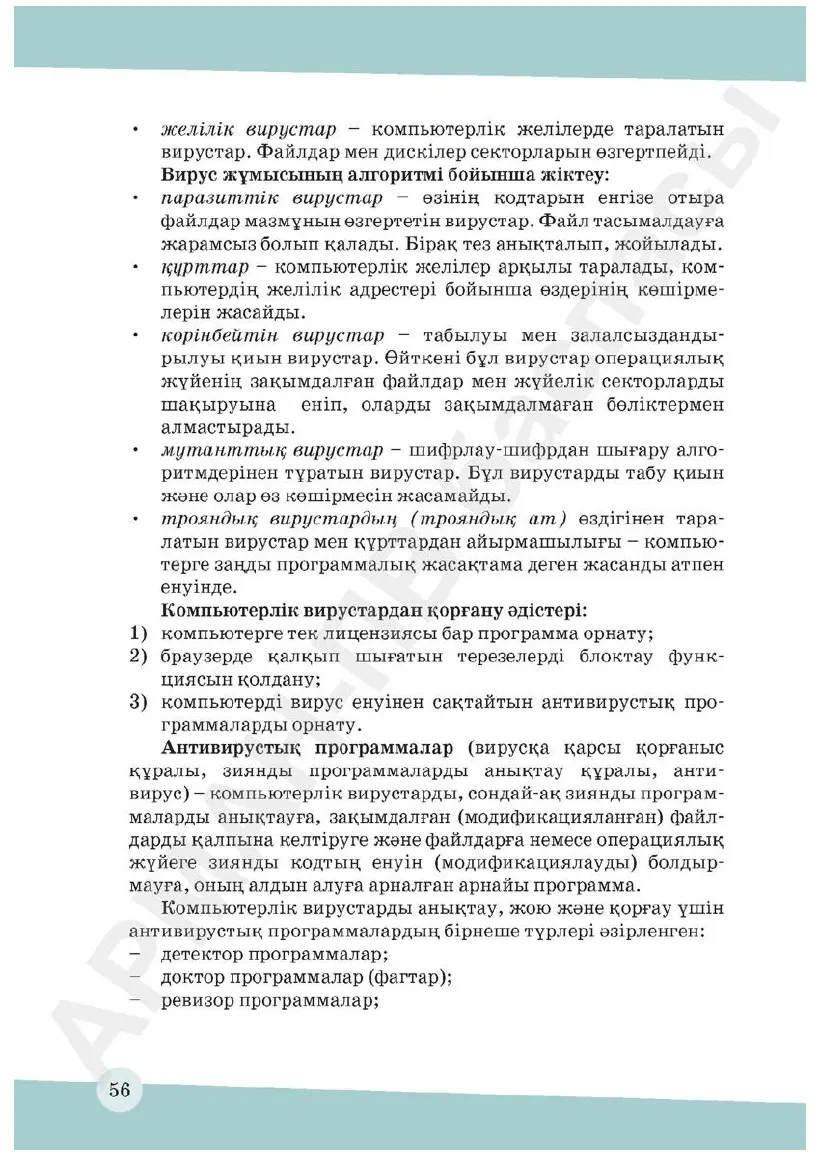 • желілік вирустар – компьютерлік желілерде таралатын
вирустар. Файлдар мен дискілер секторларын өзгертпейді.
Вирус жұмысының алгоритмі бойынша жіктеу:
• паразиттік вирустар – өзінің кодтарын енгізе отыра
файлдар мазмұнын өзгертетін вирустар. Файл тасымалдауға
жарамсыз болып қалады. Бірақ тез анықталып, жойылады.
• құрттар – компьютерлік желілер арқылы таралады, ком-
пьютердің желілік адрестері бойынша өздерінің көшірме-
лерін жасайды.
• көрінбейтін вирустар – табылуы мен залалсыздандды-
рылуы қиын вирустар. Өйткені бұл вирустар операциялық
жүйенің зақымдалған файлдар мен жүйелік секторларды
шақыруына еніп, оларды зақымдалмаған бөліктермен
алмастырады.
• мутанттық вирустар – шифрлау-шифрдан шығару алго-
ритмдерінен тұратын вирустар. Бұл вирустарды табу қиын
және олар өз көшірмесін жасамайды.
• трояндық вирустардың (трояндық ат) өздігінен тара-
латын вирустар мен құрттардан айырмашылығы – компью-
терге заңды программалық жасақтама деген жасанды атпен
енуінде.
Компьютерлік вирустардан қорғану әдістері:
1) компьютерге тек лицензиясы бар программа орнату;
2) браузерде қалқып шығатын терезелерді блоктау функ-
циясын қолдану;
3) компьютерді вирус енуінен сақтайтын антивирустық про-
граммаларды орнату.
Антивирустық программалар (вирусқа қарсы қорғаныс
құралы, зиянды программаларды анықтау құралы, анти-
вирус) – компьютерлік вирустарды, сондай-ақ зиянды програм-
маларды анықтауға, зақымдалған (модификацияланған) файл-
дарды қалпына келтіруге және файлдарға немесе операциялық
жүйеге зиянды кодтың енуін (модификациялауды) болдыр-
мауға, оның алдын алуға арналған арнайы программа.
Компьютерлік вирустарды анықтау, жою және қорғау үшін
антивирустық программалардың бірнеше түрлері әзірленген:
– детектор программалар;
– доктор программалар (фагтар);
– ревизор программалар;
56
АРМАН-ПВ баспасы